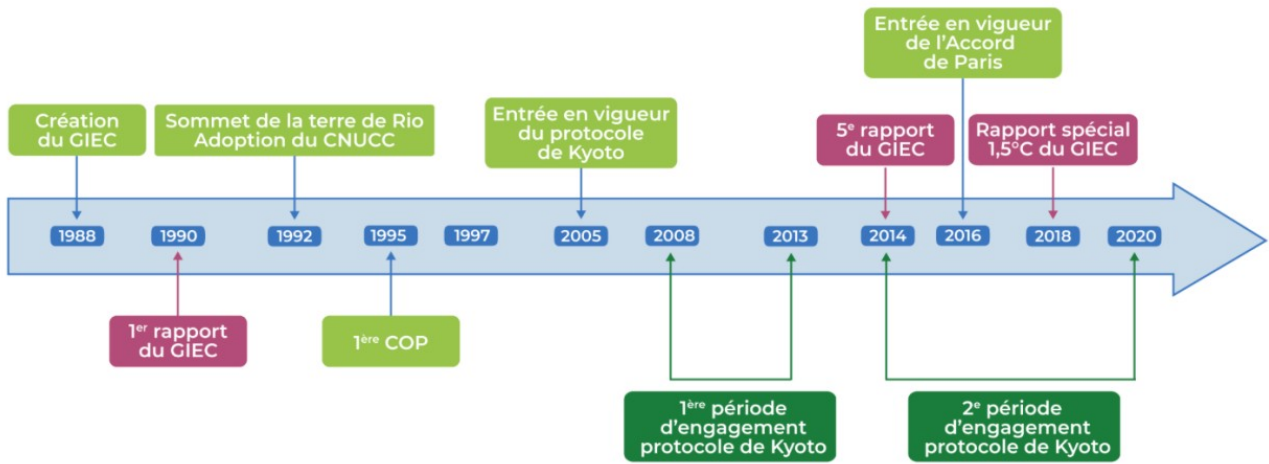 Entrée en vigueur
de l'Accord
de Paris
Création
du GIEC
Sommet de la terre de Rio
Adoption du CNUCC
Entrée en vigueur
du protocole
de Kyoto
5e rapport
du GIEC
Rapport spécial
1,5°C du GIEC
1988
1990
1992
1995
1997
2005
2008
2013
2014
2016
2018
2020
1er rapport
du GIEC
1ère COP
1ère période
d'engagement
protocole de Kyoto
2e période
d'engagement
protocole de Kyoto